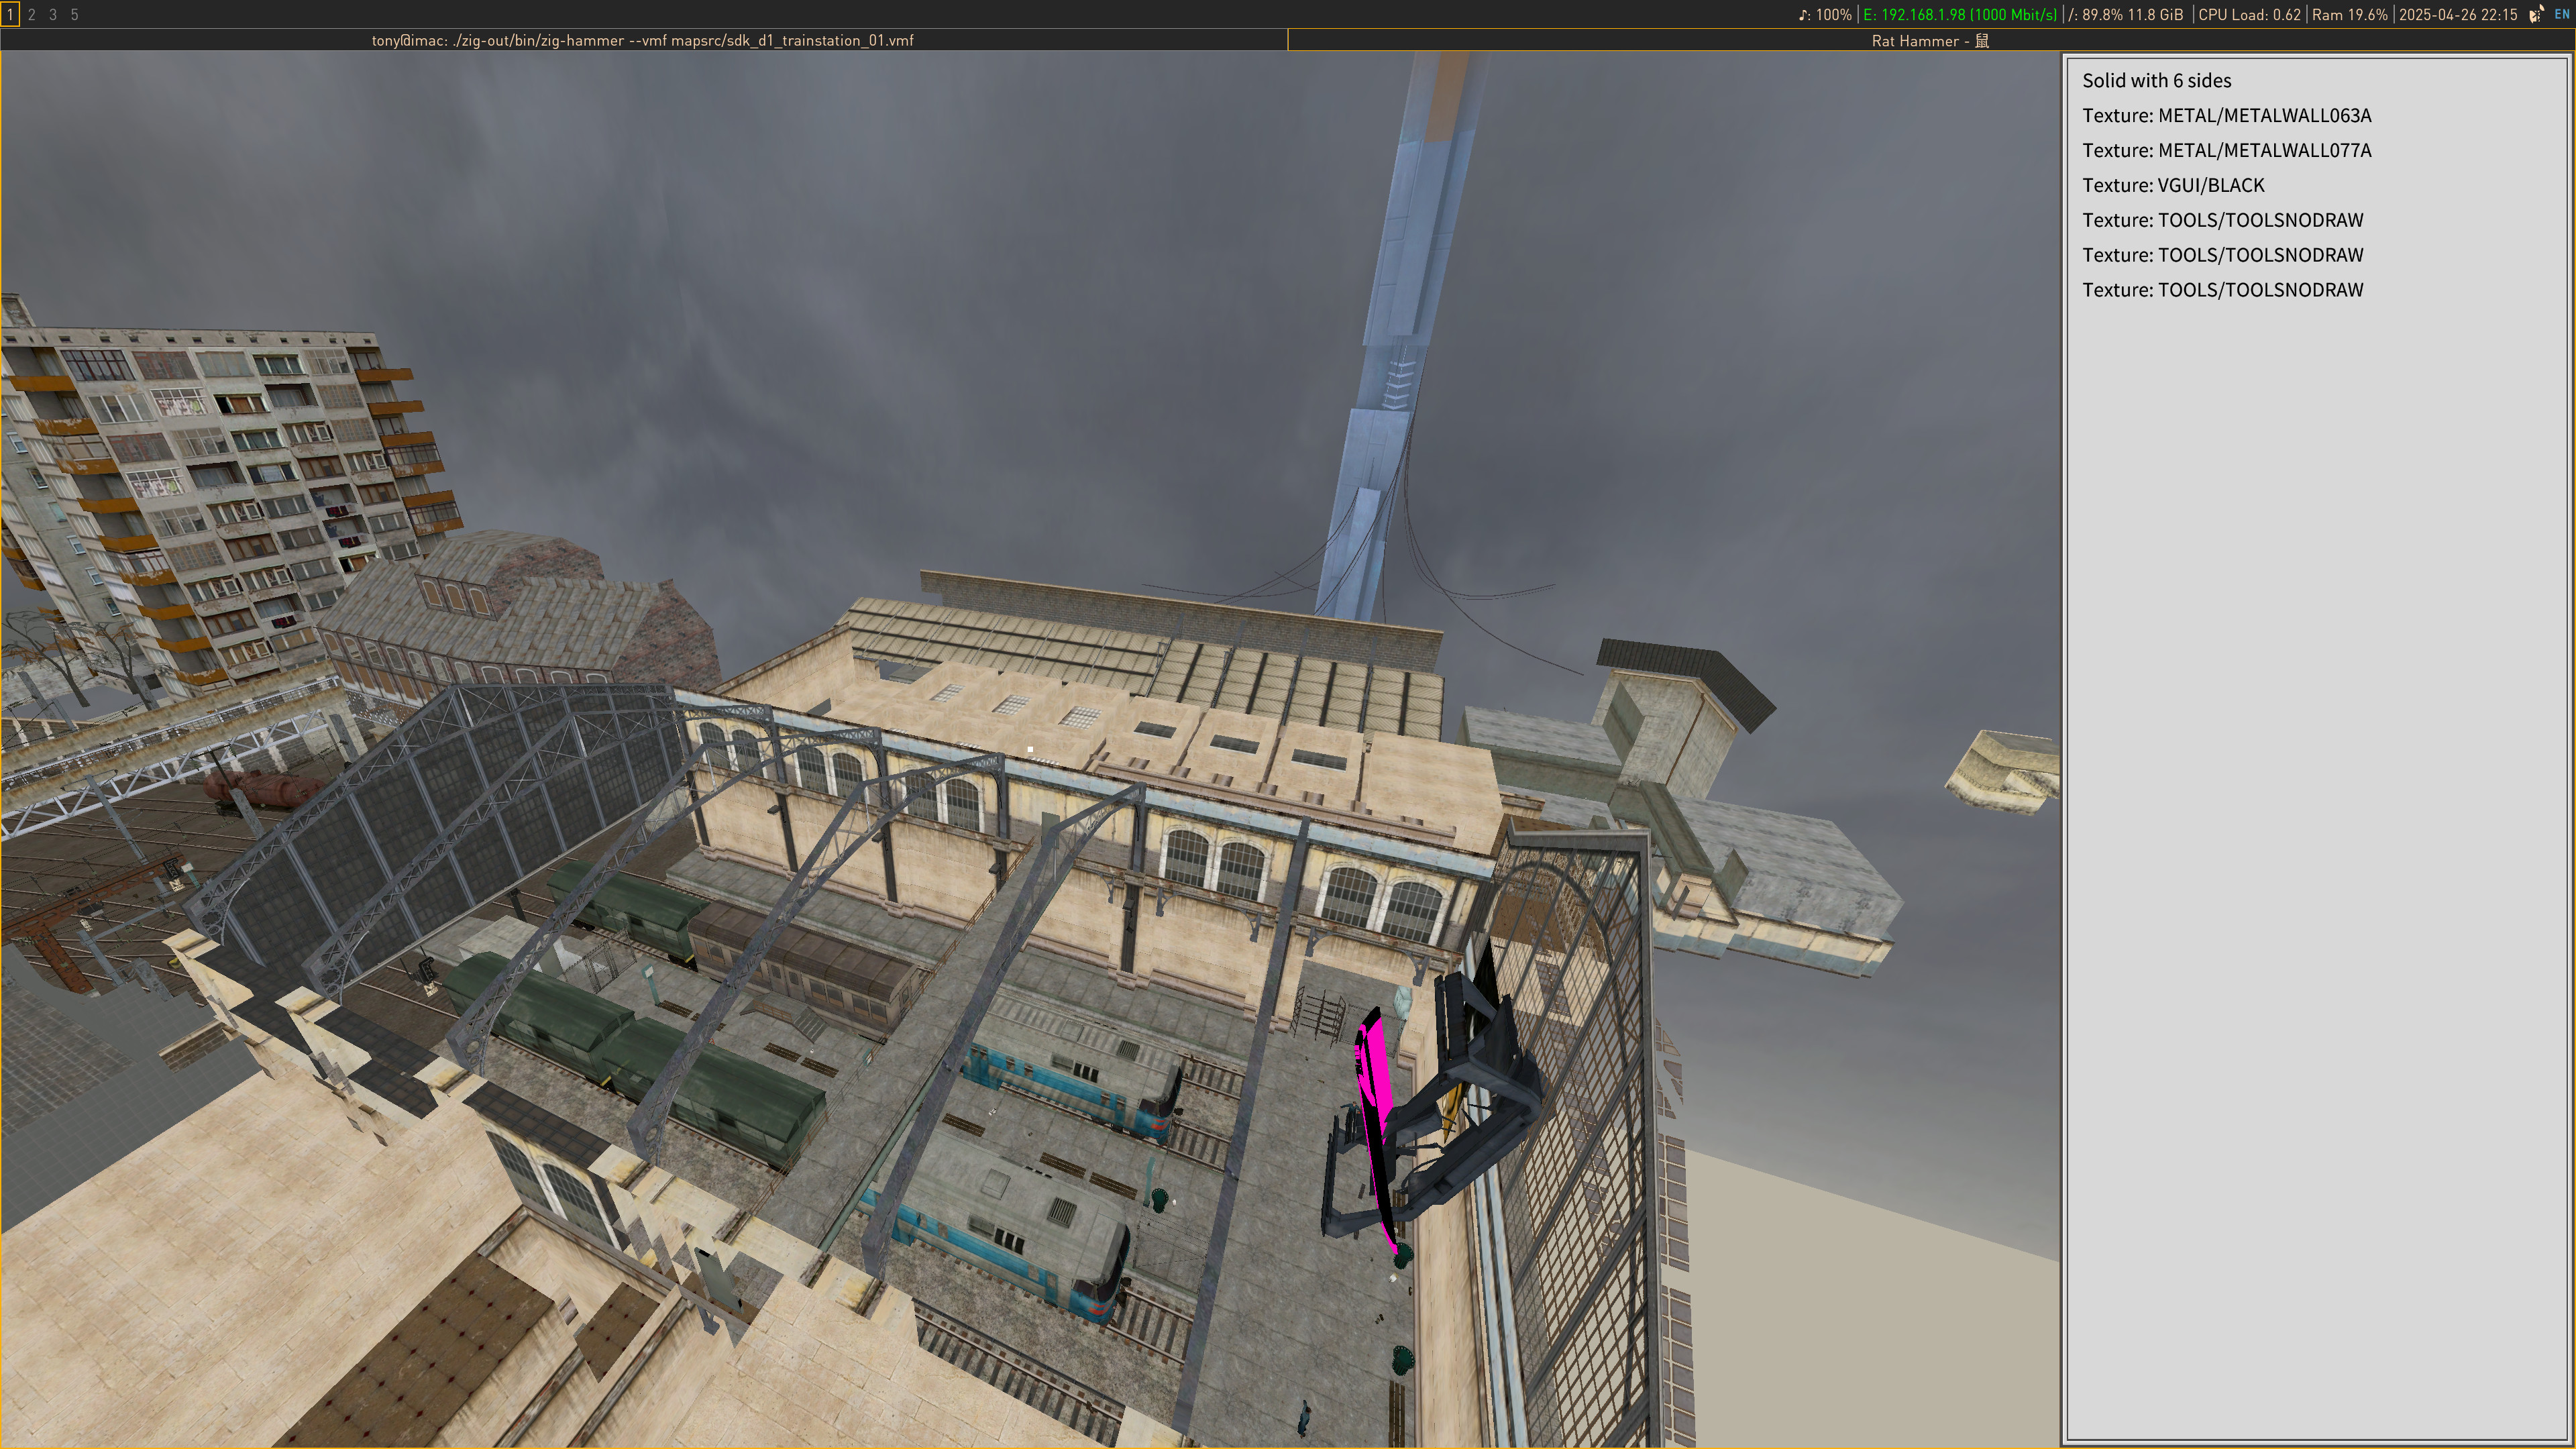 1 2 3 5
♪: 100% | E: 192.168.1.98 (1000 Mbit/s) | /: 89.8% 11.8 GiB | CPU Load: 0.62 | Ram 19.6% | 2025-04-26 22:15 EN
tony@imac: ./zig-out/bin/zig-hammer --vmf mapsrc/sdk_d1_trainstation_01.vmf
Rat Hammer - 鼠
Solid with 6 sides
Texture: METAL/METALWALL063A
Texture: METAL/METALWALL077A
Texture: VGUI/BLACK
Texture: TOOLS/TOOLSNODRAW
Texture: TOOLS/TOOLSNODRAW
Texture: TOOLS/TOOLSNODRAW